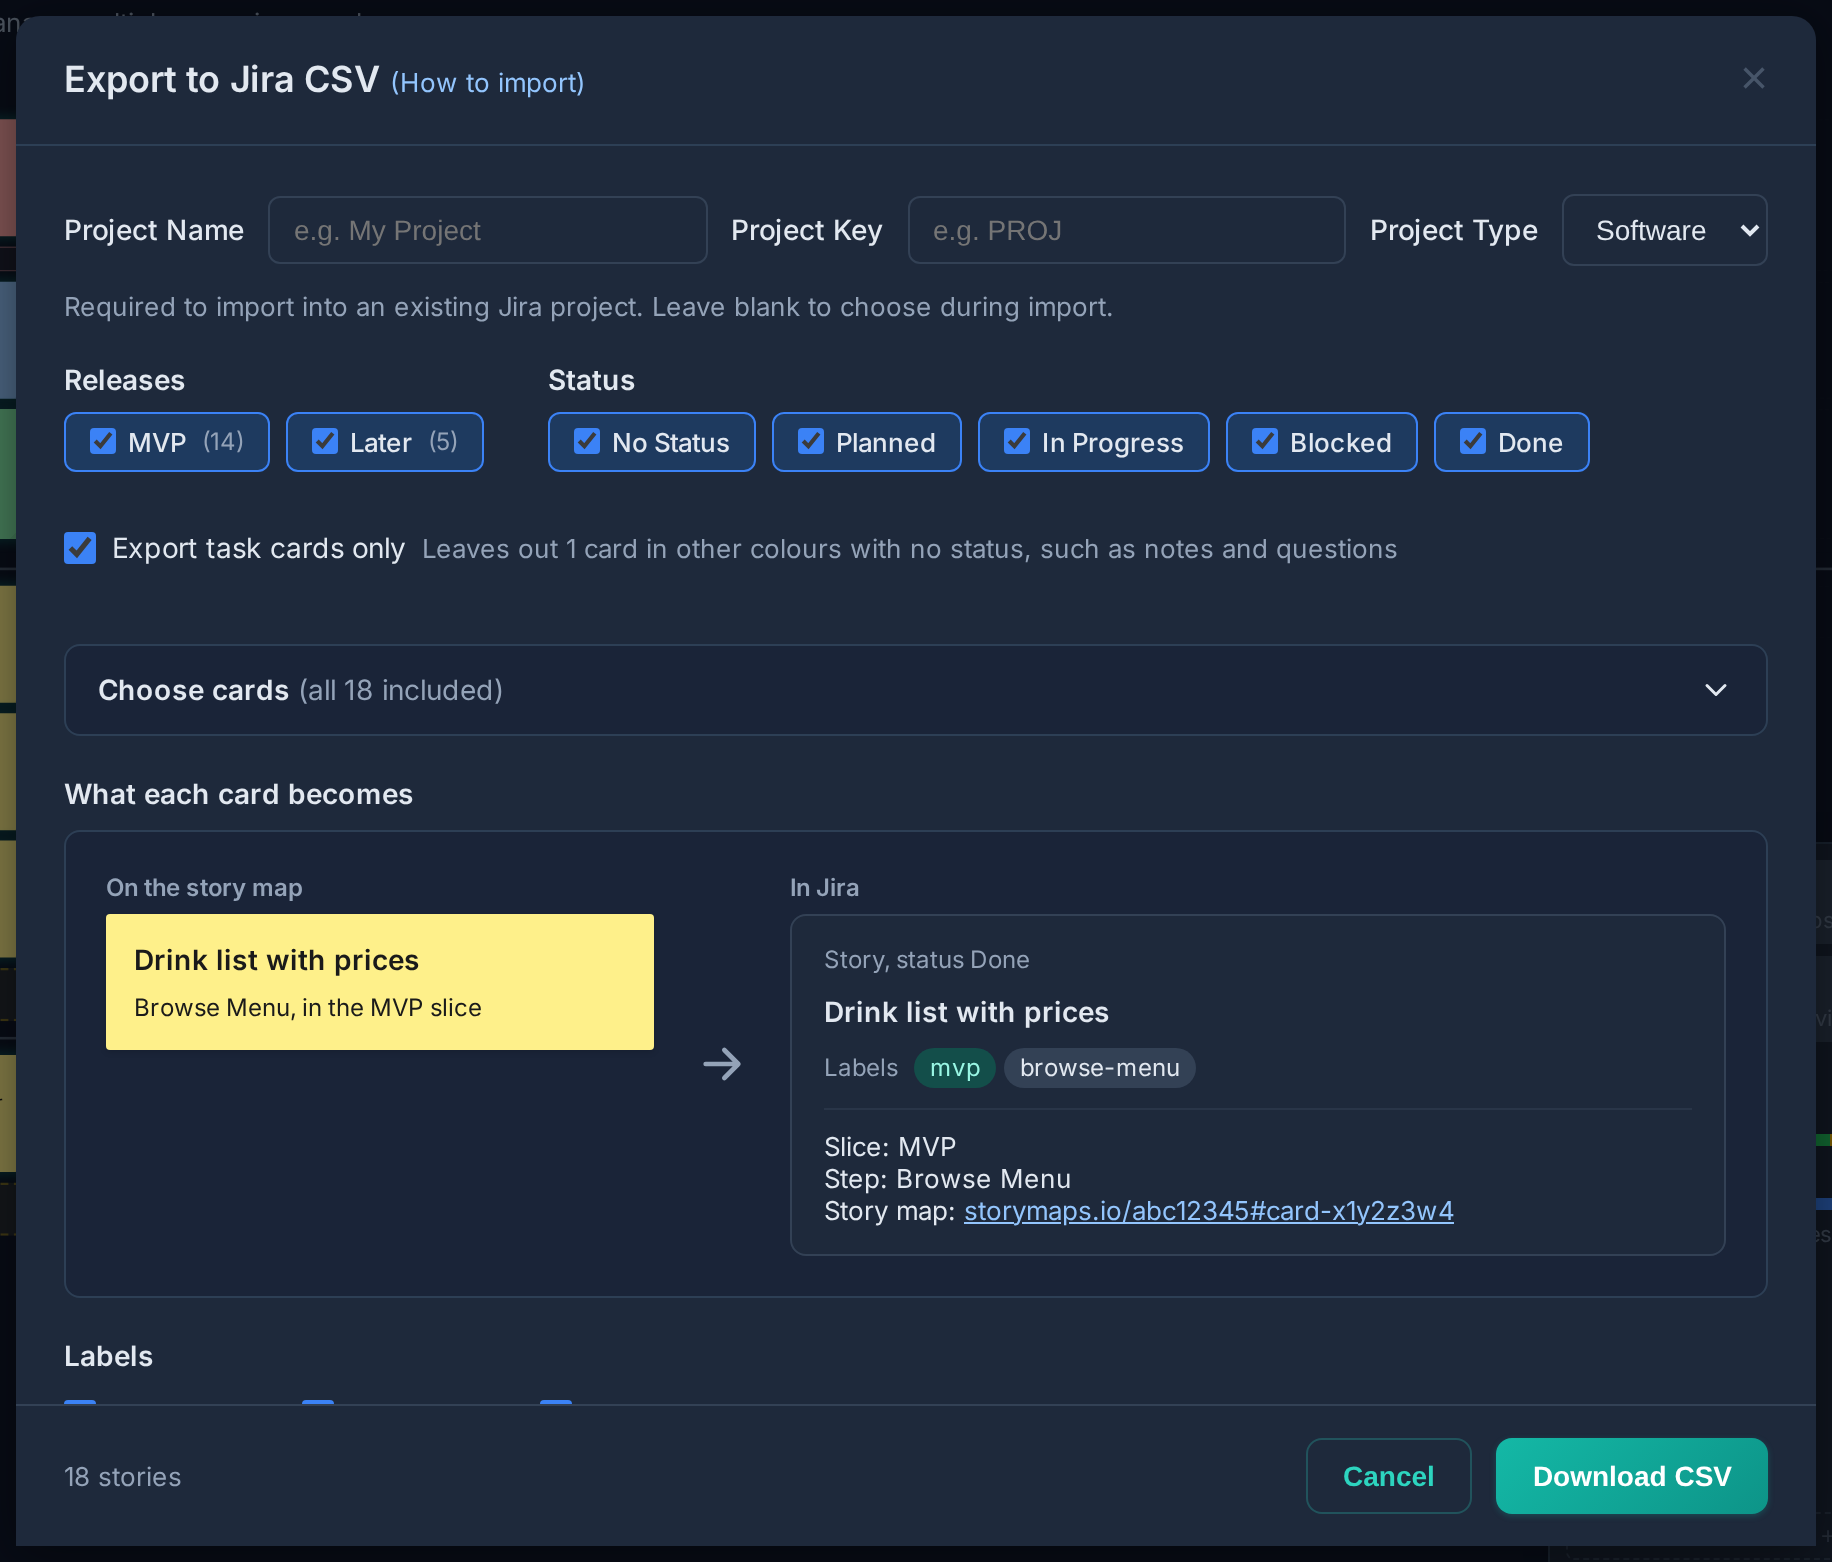 Export to Jira CSV (How to import)
Project Name e.g. My Project Project Key e.g. PROJ Project Type Software
Required to import into an existing Jira project. Leave blank to choose during import.
Releases Status
MVP (14) Later (5) No Status Planned In Progress Blocked Done
Export task cards only Leaves out 1 card in other colours with no status, such as notes and questions
Choose cards (all 18 included)
What each card becomes
On the story map
Drink list with prices
Browse Menu, in the MVP slice
In Jira
Story, status Done
Drink list with prices
Labels mvp browse-menu
Slice: MVP
Step: Browse Menu
Story map: storymaps.io/abc12345#card-x1y2z3w4
Labels
18 stories Cancel Download CSV